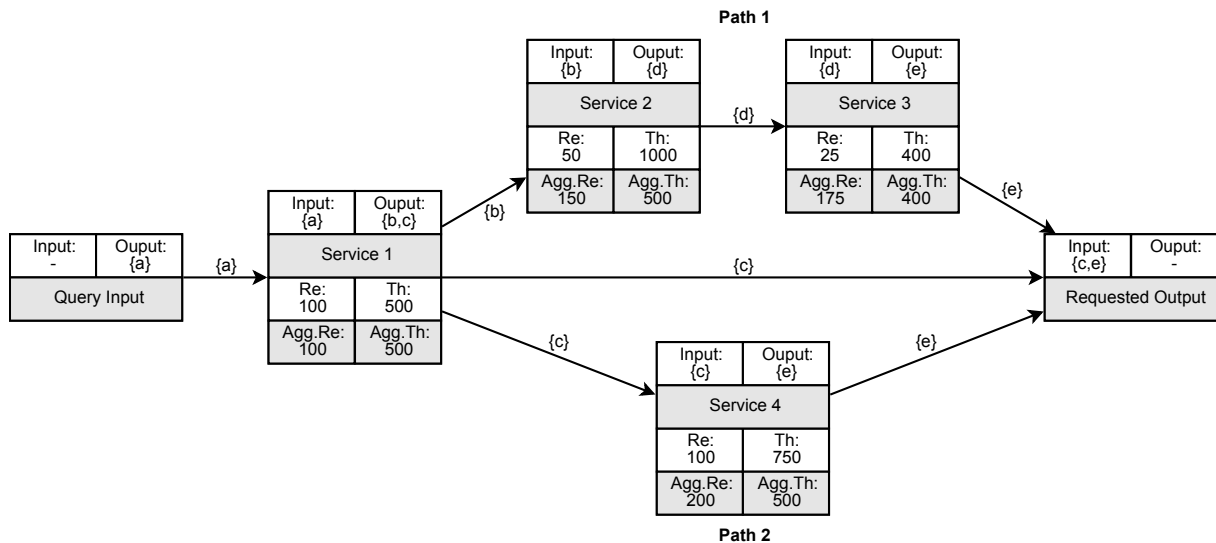 Path 1
Input: Ouput:
{b} {d}
Service 2
Re: Th:
50 1000
Agg.Re: Agg.Th:
150 500
{d}
Input: Ouput:
{d} {e}
Service 3
Re: Th:
25 400
Agg.Re: Agg.Th:
175 400
Input: Ouput:
- {a}
Query Input
{a}
Input: Ouput:
{a} {b,c}
Service 1
Re: Th:
100 500
Agg.Re: Agg.Th:
100 500
{b}
{c}
{e}
Input: Ouput:
{c,e} -
Requested Output
{c}
Input: Ouput:
{c} {e}
Service 4
Re: Th:
100 750
Agg.Re: Agg.Th:
200 500
{e}
Path 2